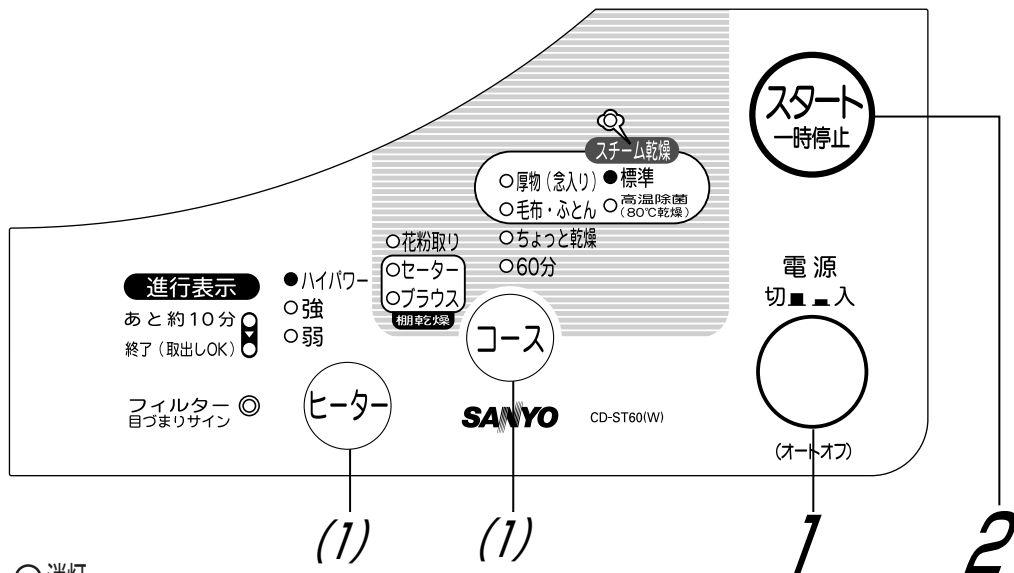 スタート
一時停止
スチーム乾燥
厚物（念入り） 標準
毛布・ふとん 高温除菌
（80℃乾燥）
花粉取り ちょっと乾燥
セーター 60分
ブラウス
棚乾燥
コース
進行表示
あと約10分
終了（取出しOK）
ハイパワー
強
弱
フィルター
目づまりサイン
ヒーター
SANYO CD-ST60(W)
電源
切 入
(オートオフ)
(1) (1) 1 2
消灯